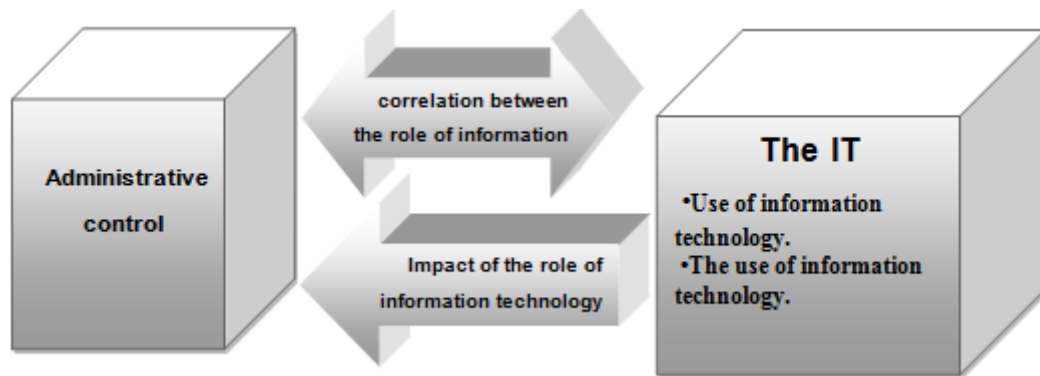 Administrative
control
correlation between
the role of information
Impact of the role of
information technology
The IT
•Use of information
technology.
•The use of information
technology.